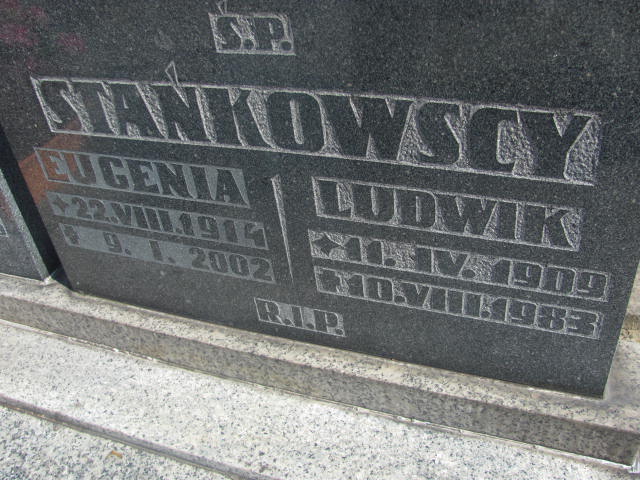 Ś.P.
STAŃKOWSCY
EUGENIA
22.VIII.1914
9. I. 2002
LUDWIK
11. IV. 1909
10.VIII.1983
R.I.P.